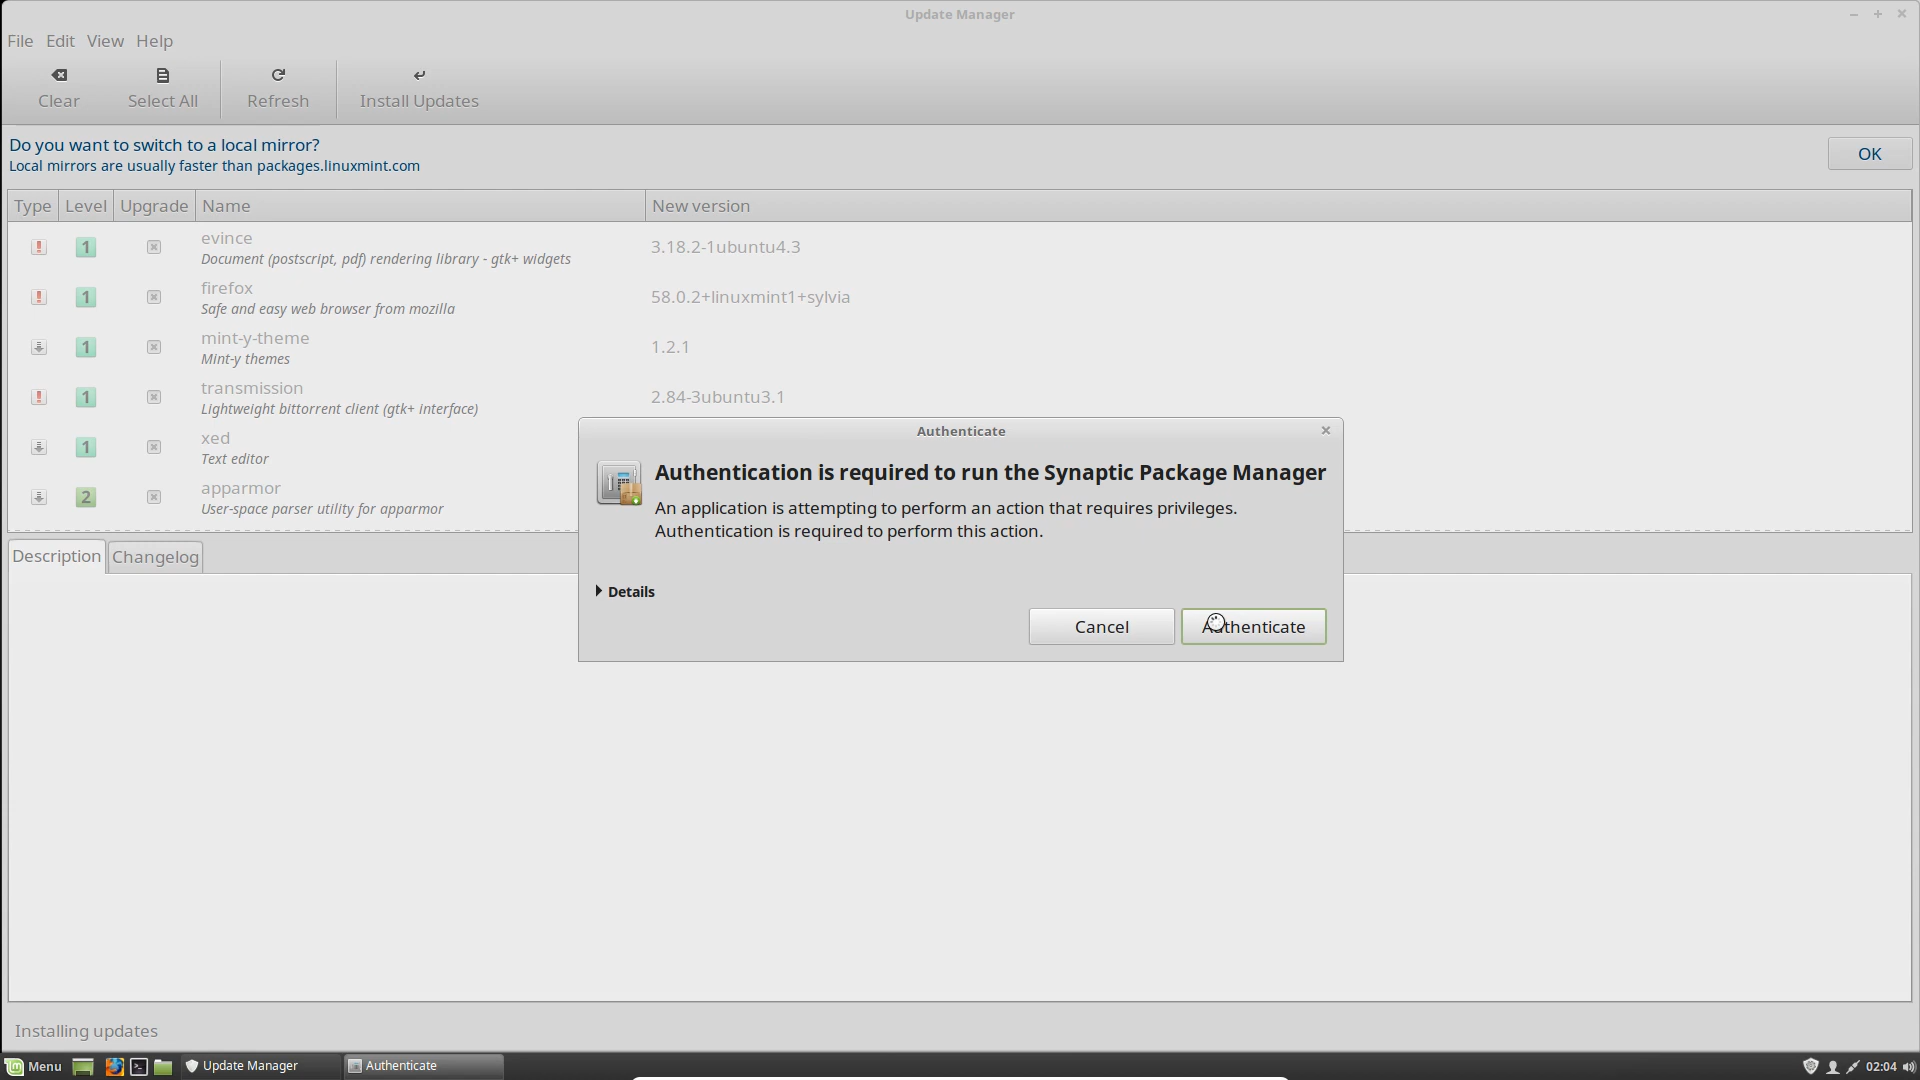 Update Manager
File Edit View Help
Clear Select All Refresh Install Updates
Do you want to switch to a local mirror?
Local mirrors are usually faster than packages.linuxmint.com
OK
Type Level Upgrade Name New version
1 evince 3.18.2-1ubuntu4.3
Document (postscript, pdf) rendering library - gtk+ widgets
1 firefox 58.0.2+linuxmint1+sylvia
Safe and easy web browser from mozilla
1 mint-y-theme 1.2.1
Mint-y themes
1 transmission 2.84-3ubuntu3.1
Lightweight bittorrent client (gtk+ interface)
1 xed
Text editor
2 apparmor
User-space parser utility for apparmor
Authenticate
Authentication is required to run the Synaptic Package Manager
An application is attempting to perform an action that requires privileges.
Authentication is required to perform this action.
Details
Cancel Authenticate
Description Changelog
Installing updates
Menu Update Manager Authenticate 02:04